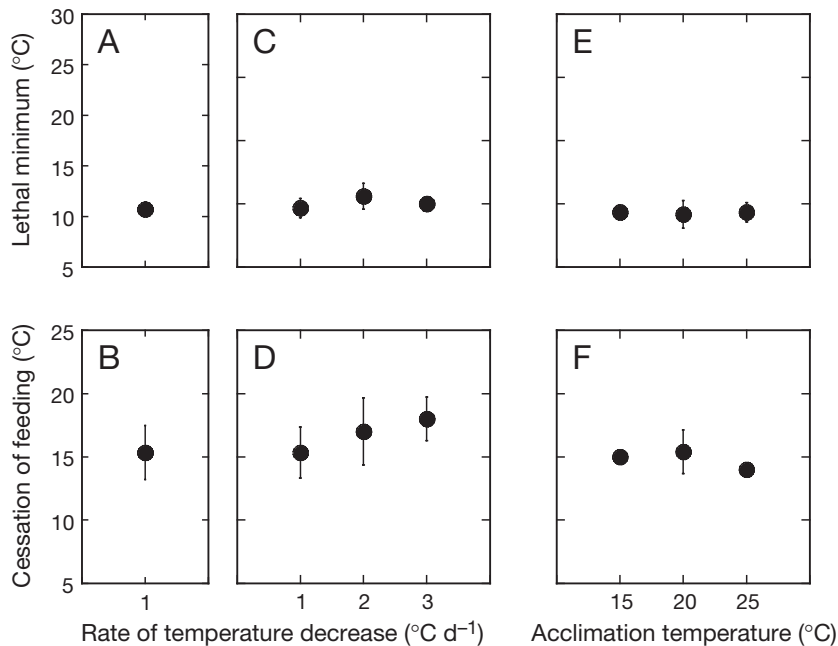 A
C
E
Lethal minimum (°C)
30
25
20
15
10
5
B
D
F
Cessation of feeding (°C)
25
20
15
10
5
1
1 2 3
15 20 25
Rate of temperature decrease (°C d–1)
Acclimation temperature (°C)